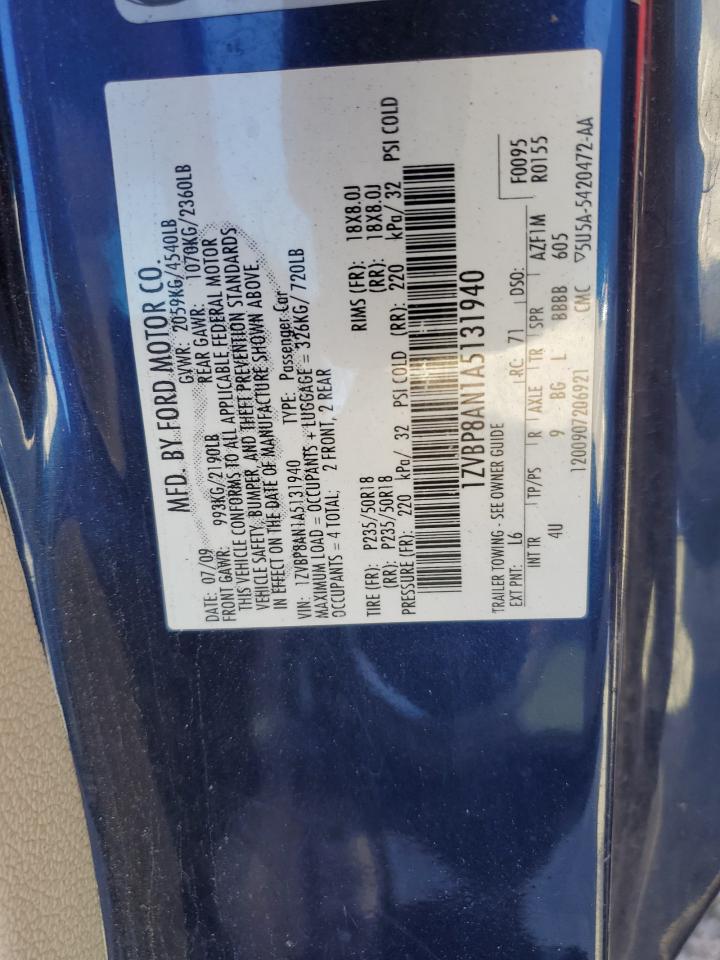 MFD. BY FORD MOTOR CO.
DATE: 07/09 GVWR: 2059KG/4540LB
FRONT GAWR: 993KG/2190LB REAR GAWR: 1070KG/2360LB
THIS VEHICLE CONFORMS TO ALL APPLICABLE FEDERAL MOTOR
VEHICLE SAFETY, BUMPER, AND THEFT PREVENTION STANDARDS
IN EFFECT ON THE DATE OF MANUFACTURE SHOWN ABOVE.
VIN: 1ZVBP8AN1A5131940 TYPE: Passenger Car
MAXIMUM LOAD = OCCUPANTS + LUGGAGE = 326KG/ 720LB
OCCUPANTS = 4 TOTAL: 2 FRONT, 2 REAR
TIRE (FR): P235/50R18 RIMS (FR): 18X8.0J
(RR): P235/50R18 (RR): 18X8.0J
PRESSURE (FR): 220 kPa/ 32 PSI COLD (RR): 220 kPa/ 32 PSI COLD
1ZVBP8AN1A5131940
TRAILER TOWING - SEE OWNER GUIDE
EXT PNT: L6 RC: 71 DSO: F0095
INT TR TP/PS R AXLE TR SPR AZF1M R0155
4U 9 BG L BBBB 605
1200907206921 CMC ▽5U5A-5420472-AA